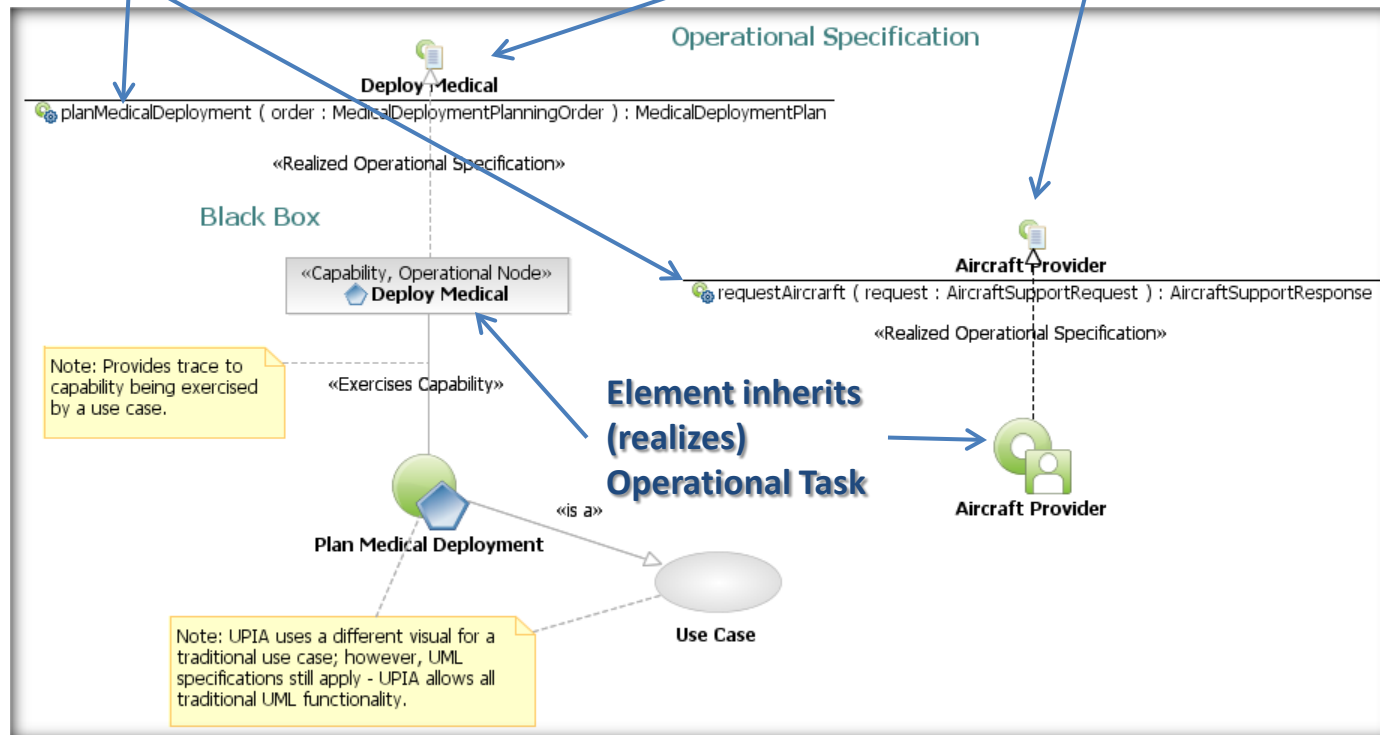 Operational Specification
Deploy Medical
planMedicalDeployment ( order : MedicalDeploymentPlanningOrder ) : MedicalDeploymentPlan
«Realized Operational Specification»
Black Box
«Capability, Operational Node»
Deploy Medical
Aircraft Provider
requestAircrarft ( request : AircraftSupportRequest ) : AircraftSupportResponse
«Realized Operational Specification»
Note: Provides trace to
capability being exercised
by a use case.
«Exercises Capability»
Element inherits
(realizes)
Operational Task
Aircraft Provider
«is a»
Plan Medical Deployment
Use Case
Note: UPIA uses a different visual for a
traditional use case; however, UML
specifications still apply - UPIA allows all
traditional UML functionality.